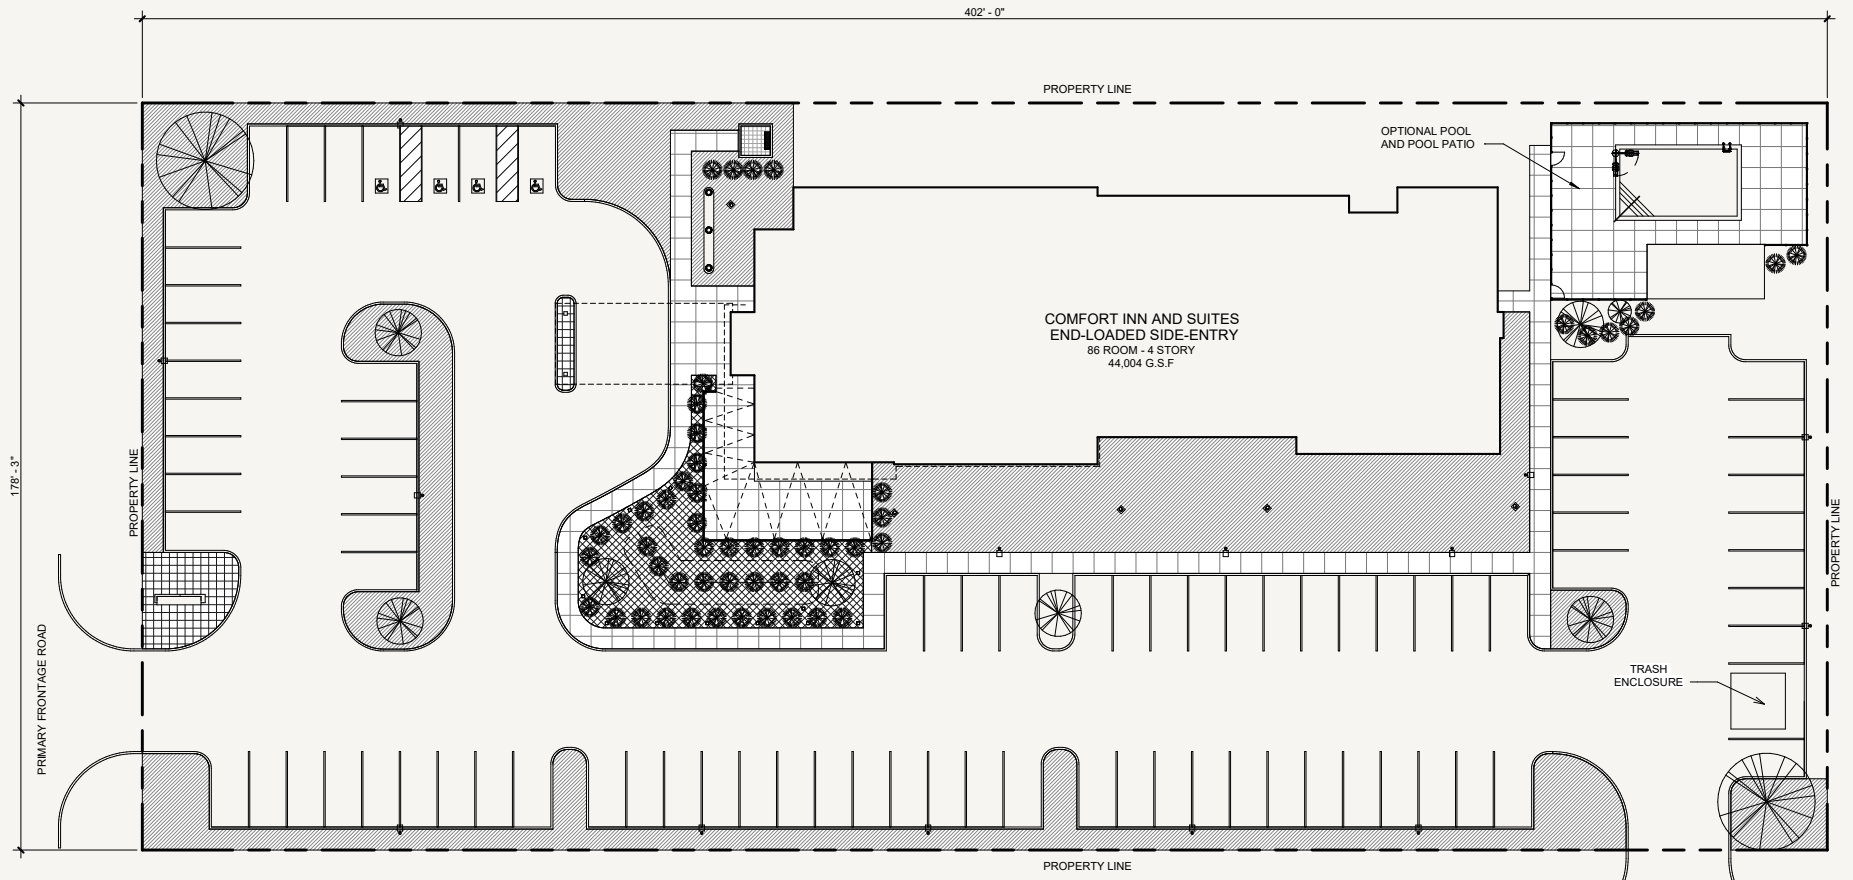 402' - 0"
PROPERTY LINE
OPTIONAL POOL
AND POOL PATIO
COMFORT INN AND SUITES
END-LOADED SIDE-ENTRY
86 ROOM - 4 STORY
44,004 G.S.F
178' - 3"
PROPERTY LINE
PROPERTY LINE
PRIMARY FRONTAGE ROAD
TRASH
ENCLOSURE
PROPERTY LINE